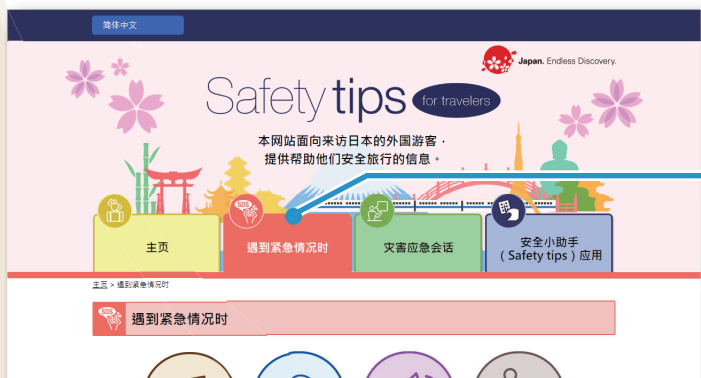 简体中文
Japan. Endless Discovery.
Safety tips for travelers
本网站面向来访日本的外国游客，
提供帮助他们安全旅行的信息。
SOS
主页
遇到紧急情况时
灾害应急会话
安全小助手
（Safety tips）应用
主页 > 遇到紧急情况时
SOS
遇到紧急情况时